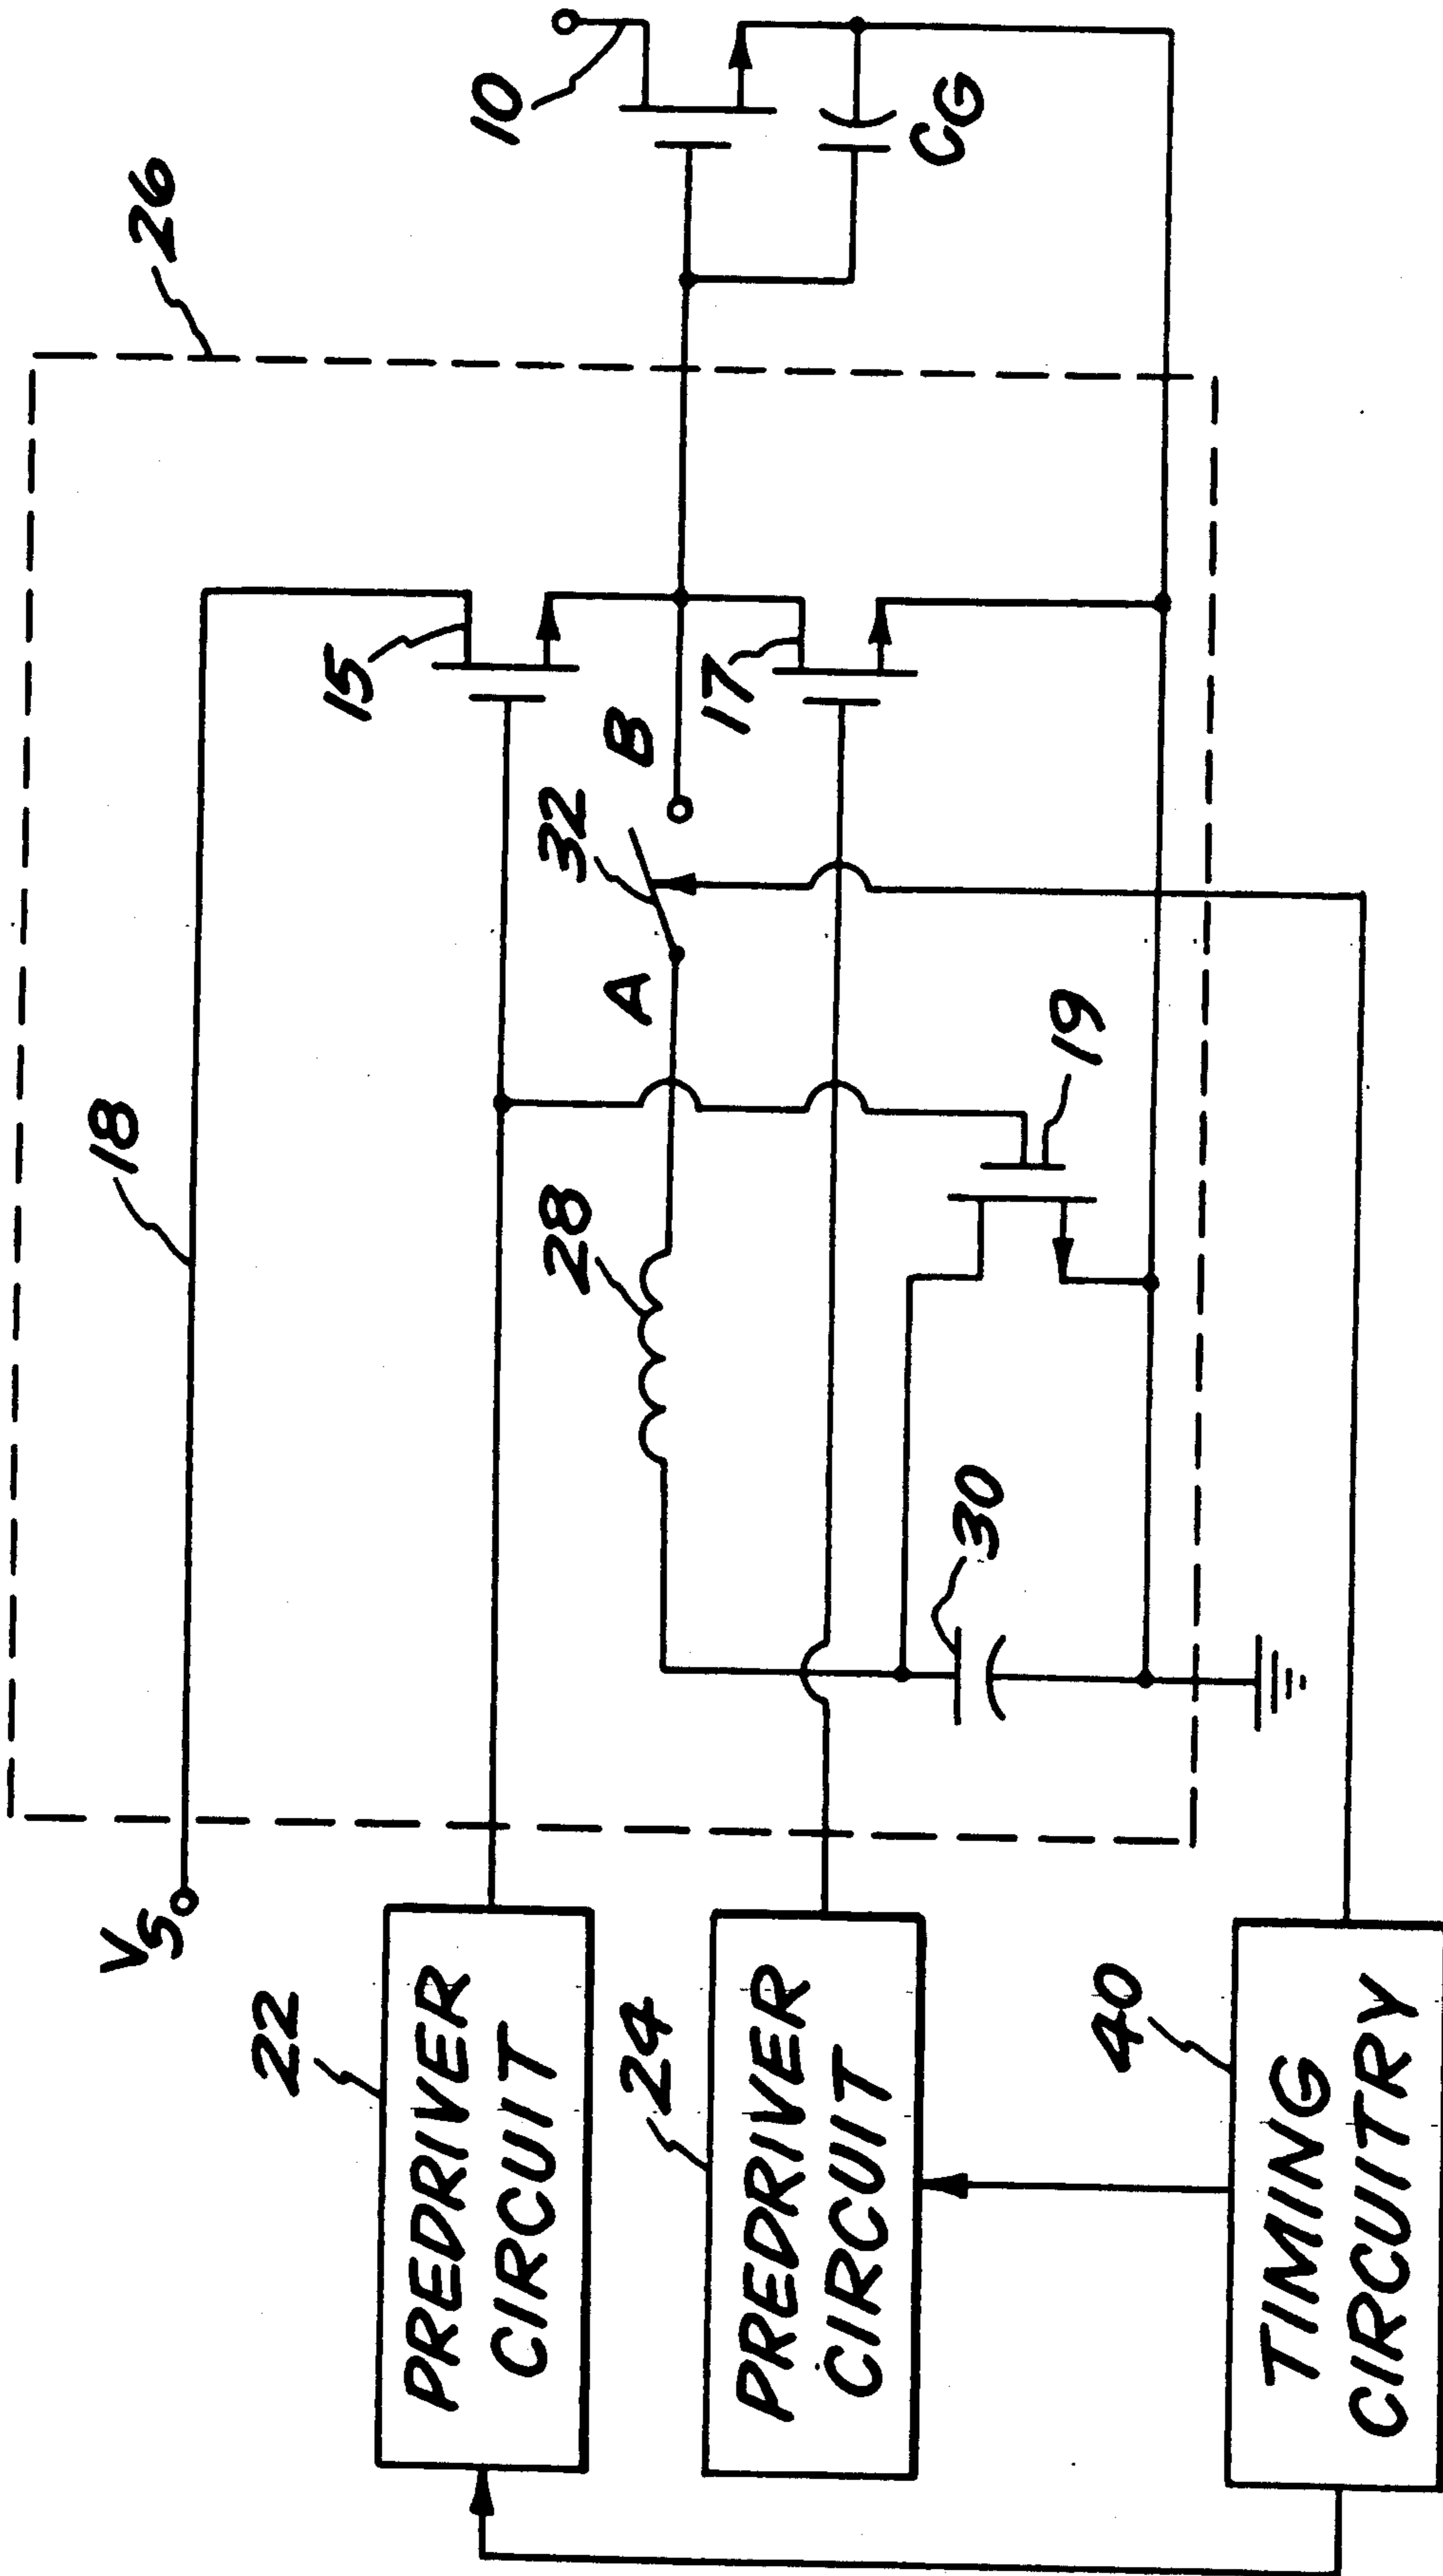 26
10
18
15
CG
B
32
17
A
28
19
30
VS
22
PREDRIVER
CIRCUIT
24
PREDRIVER
CIRCUIT
40
TIMING
CIRCUITRY